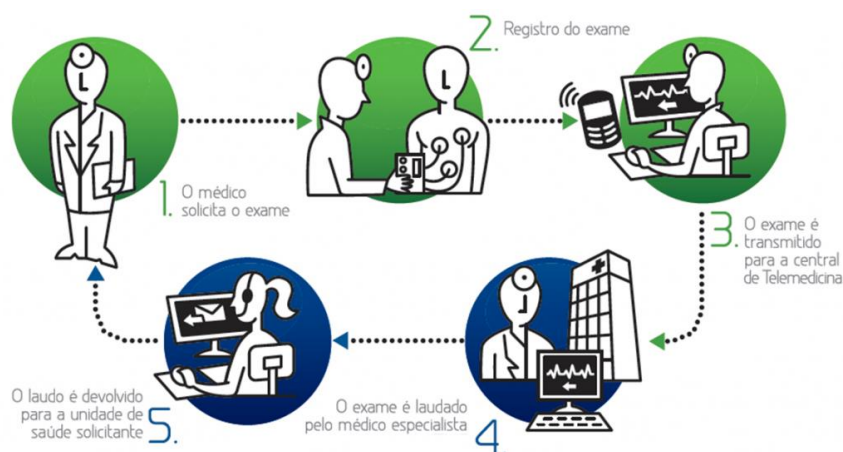 1. O médico
solicita o exame
2. Registro do exame
3. O exame é
transmitido
para a central
de Telemedicina
O exame é laudado
pelo médico especialista 4.
O laudo é devolvido
para a unidade de
saúde solicitante 5.